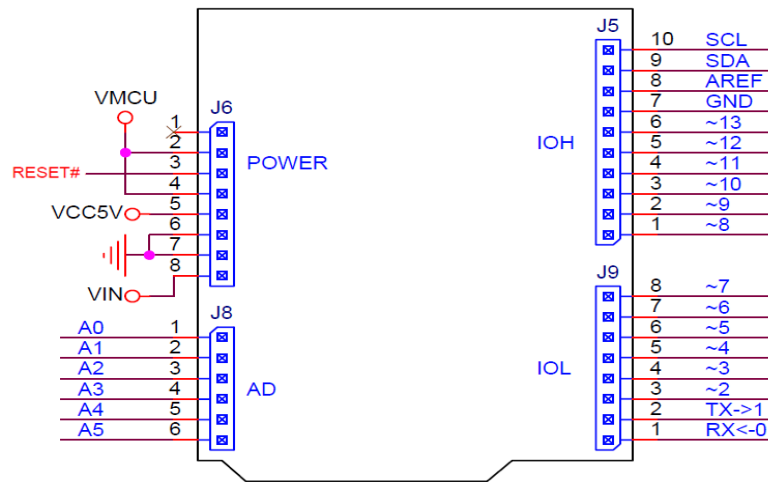 J5
10 SCL
9 SDA
8 AREF
7 GND
6 ~13
5 ~12
4 ~11
3 ~10
2 ~9
1 ~8
IOH
VMCU
J6
1
2
RESET# 3
4
VCC5V 5
6
7
VIN 8
POWER
J8
A0 1
A1 2
A2 3
A3 4
A4 5
A5 6
AD
J9
8 ~7
7 ~6
6 ~5
5 ~4
4 ~3
3 ~2
2 TX->1
1 RX<-0
IOL